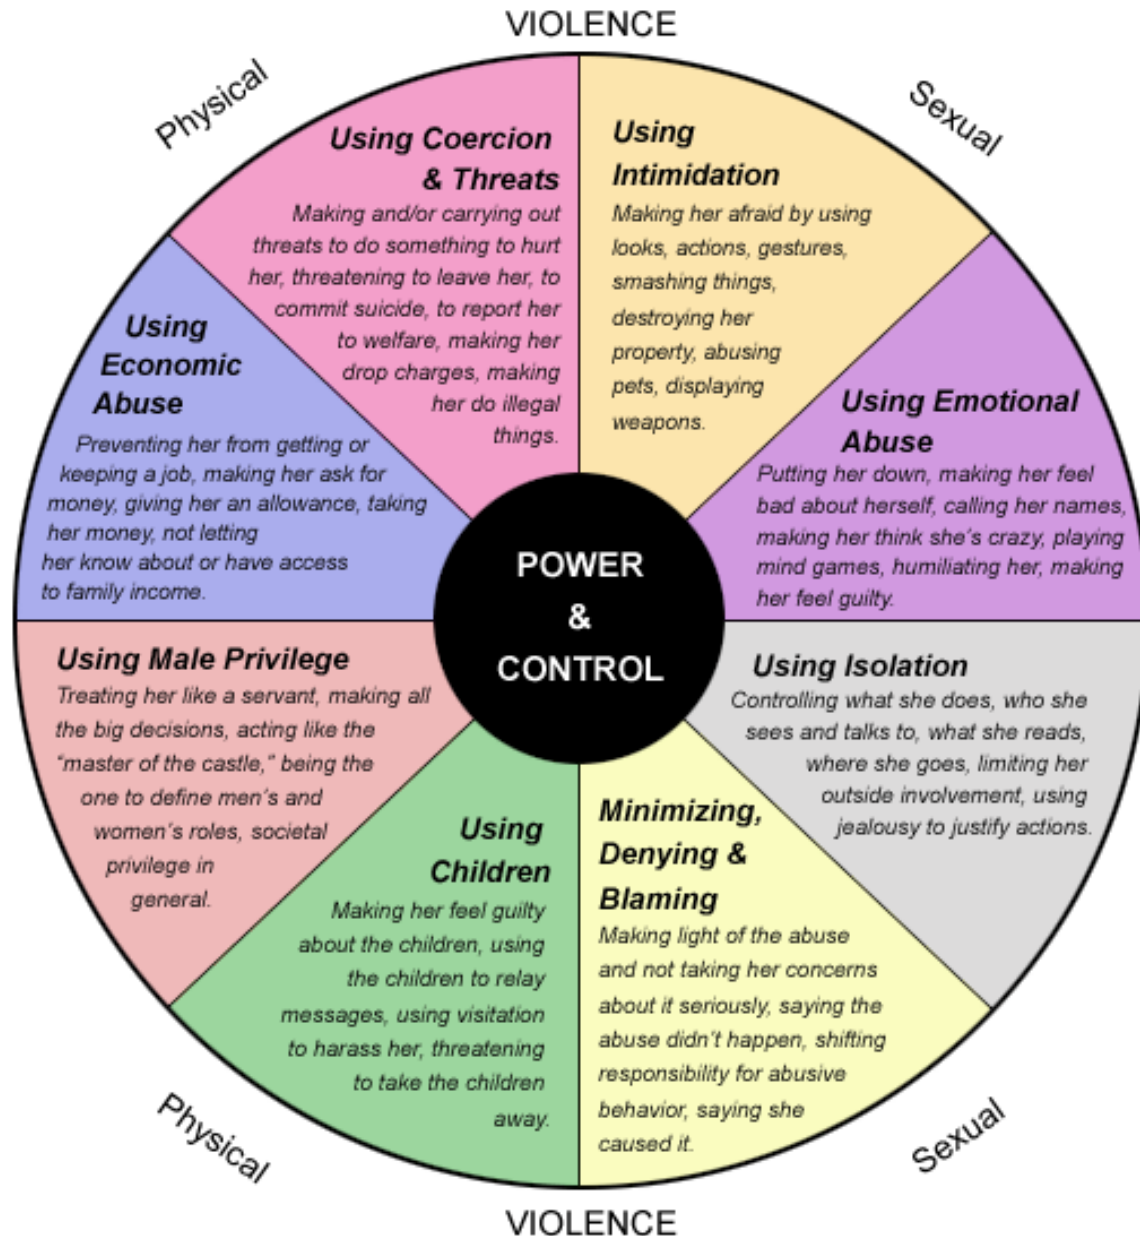 VIOLENCE
Physical
Sexual
Using Coercion
& Threats
Making and/or carrying out
threats to do something to hurt
her, threatening to leave her, to
commit suicide, to report her
to welfare, making her
drop charges, making
her do illegal
things.
Using
Intimidation
Making her afraid by using
looks, actions, gestures,
smashing things,
destroying her
property, abusing
pets, displaying
weapons.
Using Emotional
Abuse
Putting her down, making her feel
bad about herself, calling her names,
making her think she's crazy, playing
mind games, humiliating her, making
her feel guilty.
Using Isolation
Controlling what she does, who she
sees and talks to, what she reads,
where she goes, limiting her
outside involvement, using
jealousy to justify actions.
Minimizing,
Denying &
Blaming
Making light of the abuse
and not taking her concerns
about it seriously, saying the
abuse didn't happen, shifting
responsibility for abusive
behavior, saying she
caused it.
Using
Children
Making her feel guilty
about the children, using
the children to relay
messages, using visitation
to harass her, threatening
to take the children
away.
Using Male Privilege
Treating her like a servant, making all
the big decisions, acting like the
"master of the castle," being the
one to define men's and
women's roles, societal
privilege in
general.
Using
Economic
Abuse
Preventing her from getting or
keeping a job, making her ask for
money, giving her an allowance, taking
her money, not letting
her know about or have access
to family income.
POWER
&
CONTROL
Physical
Sexual
VIOLENCE